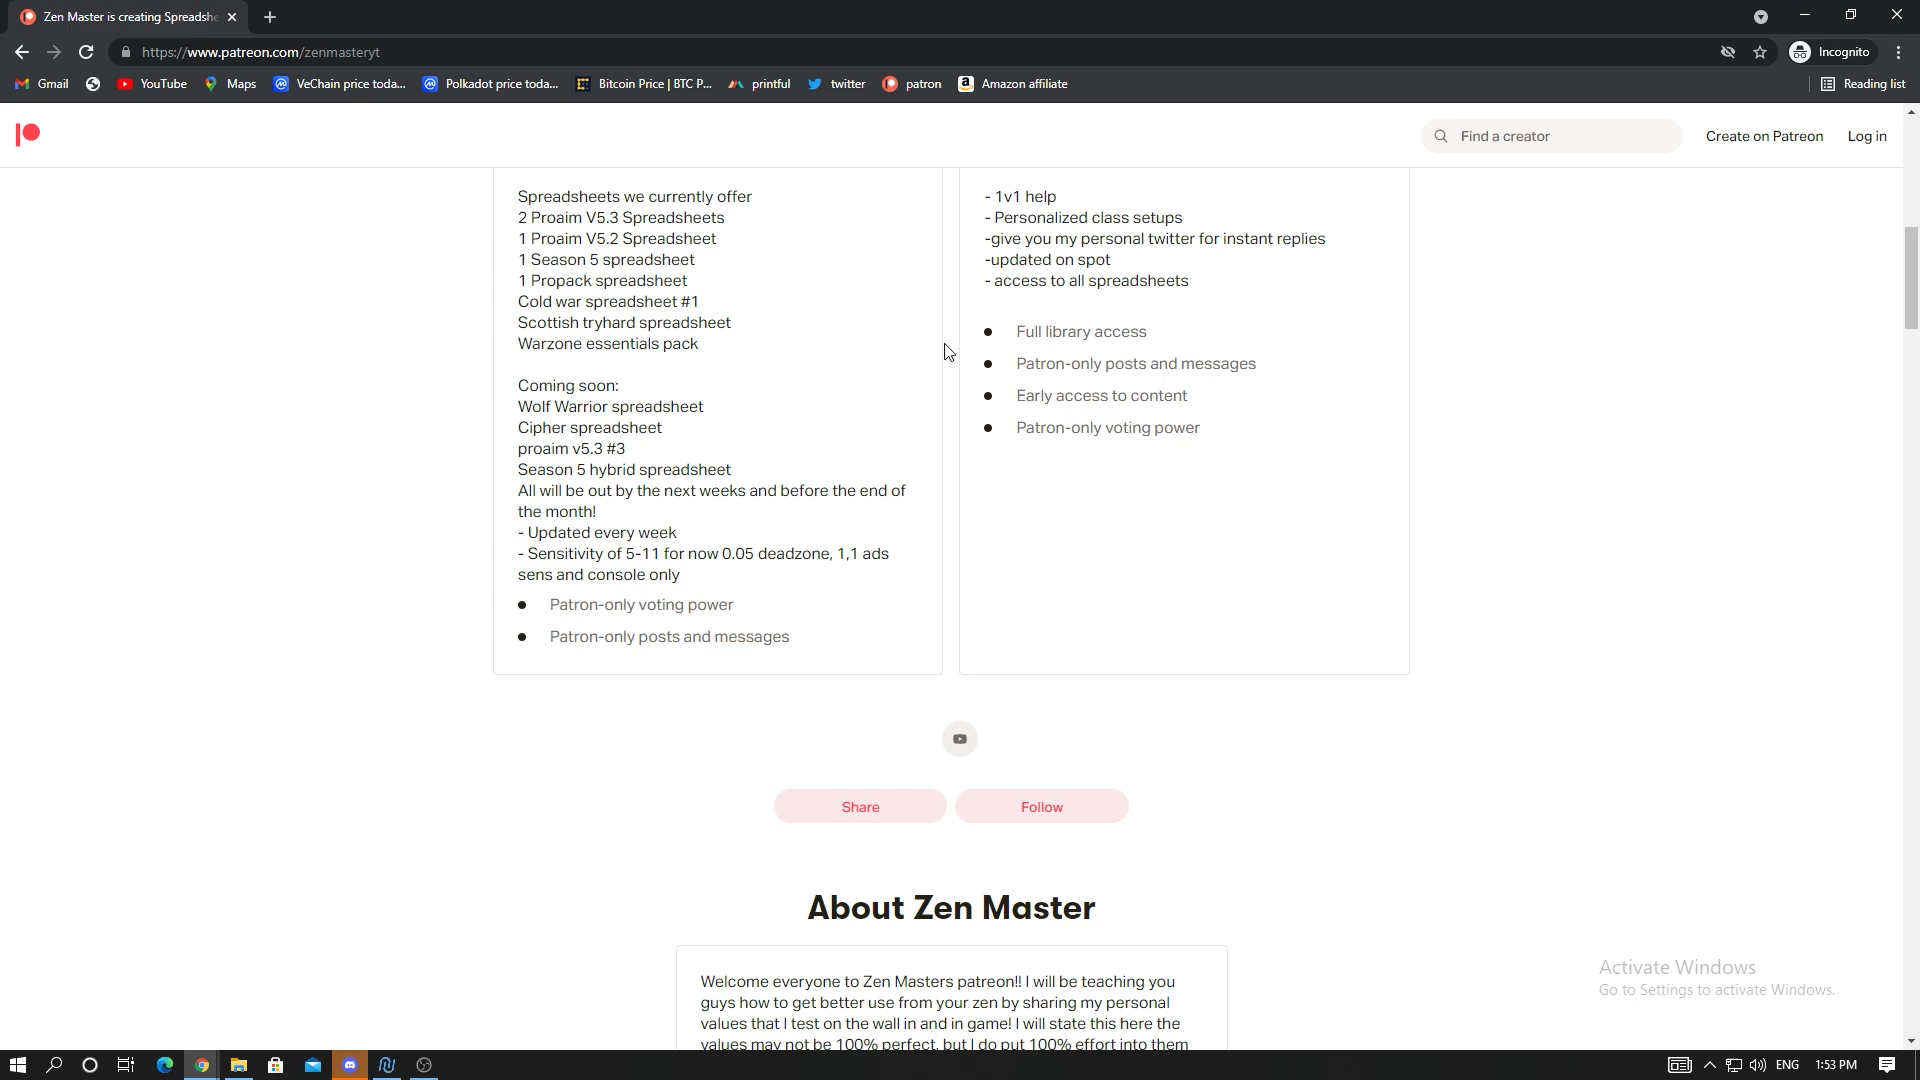 Zen Master is creating Spreadshe
https://www.patreon.com/zenmasteryt
Incognito
Gmail
YouTube
Maps
VeChain price toda...
Polkadot price toda...
Bitcoin Price | BTC P...
printful
twitter
patron
Amazon affiliate
Reading list
Find a creator
Create on Patreon
Log in
Spreadsheets we currently offer
2 Proaim V5.3 Spreadsheets
1 Proaim V5.2 Spreadsheet
1 Season 5 spreadsheet
1 Propack spreadsheet
Cold war spreadsheet #1
Scottish tryhard spreadsheet
Warzone essentials pack
Coming soon:
Wolf Warrior spreadsheet
Cipher spreadsheet
proaim v5.3 #3
Season 5 hybrid spreadsheet
All will be out by the next weeks and before the end of
the month!
- Updated every week
- Sensitivity of 5-11 for now 0.05 deadzone, 1,1 ads
sens and console only
Patron-only voting power
Patron-only posts and messages
- 1v1 help
- Personalized class setups
-give you my personal twitter for instant replies
-updated on spot
- access to all spreadsheets
Full library access
Patron-only posts and messages
Early access to content
Patron-only voting power
Share
Follow
About Zen Master
Welcome everyone to Zen Masters patreon!! I will be teaching you
guys how to get better use from your zen by sharing my personal
values that I test on the wall in and in game! I will state this here the
values may not be 100% perfect, but I do put 100% effort into them
Activate Windows
Go to Settings to activate Windows.
ENG
1:53 PM